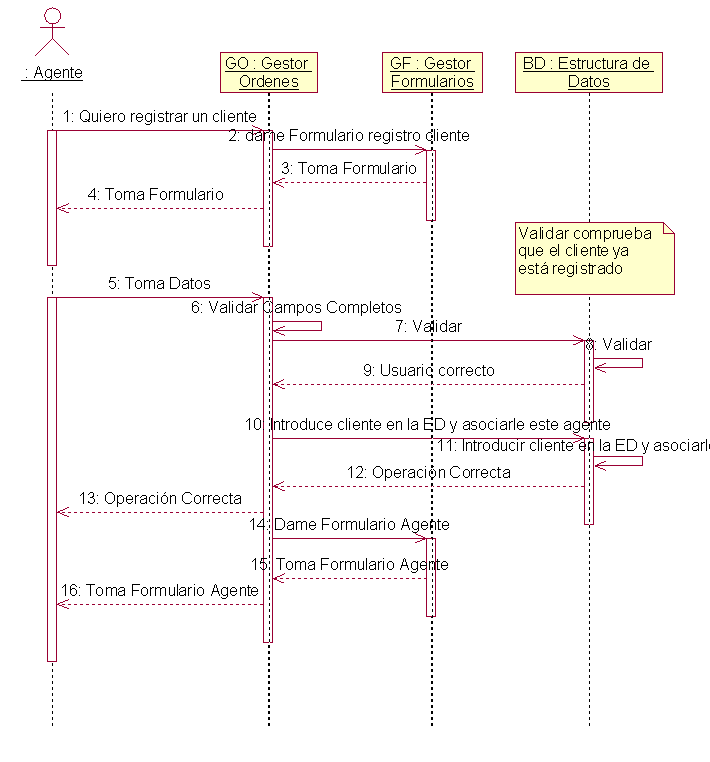 : Agente
GO : Gestor
Ordenes
GF : Gestor
Formularios
BD : Estructura de
Datos
1: Quiero registrar un cliente
2: dame Formulario registro cliente
3: Toma Formulario
4: Toma Formulario
Validar comprueba
que el cliente ya
está registrado
5: Toma Datos
6: Validar Campos Completos
7: Validar
8: Validar
9: Usuario correcto
10: Introduce cliente en la ED y asociarle este agente
11: Introducir cliente en la ED y asociarle
12: Operación Correcta
13: Operación Correcta
14: Dame Formulario Agente
15: Toma Formulario Agente
16: Toma Formulario Agente